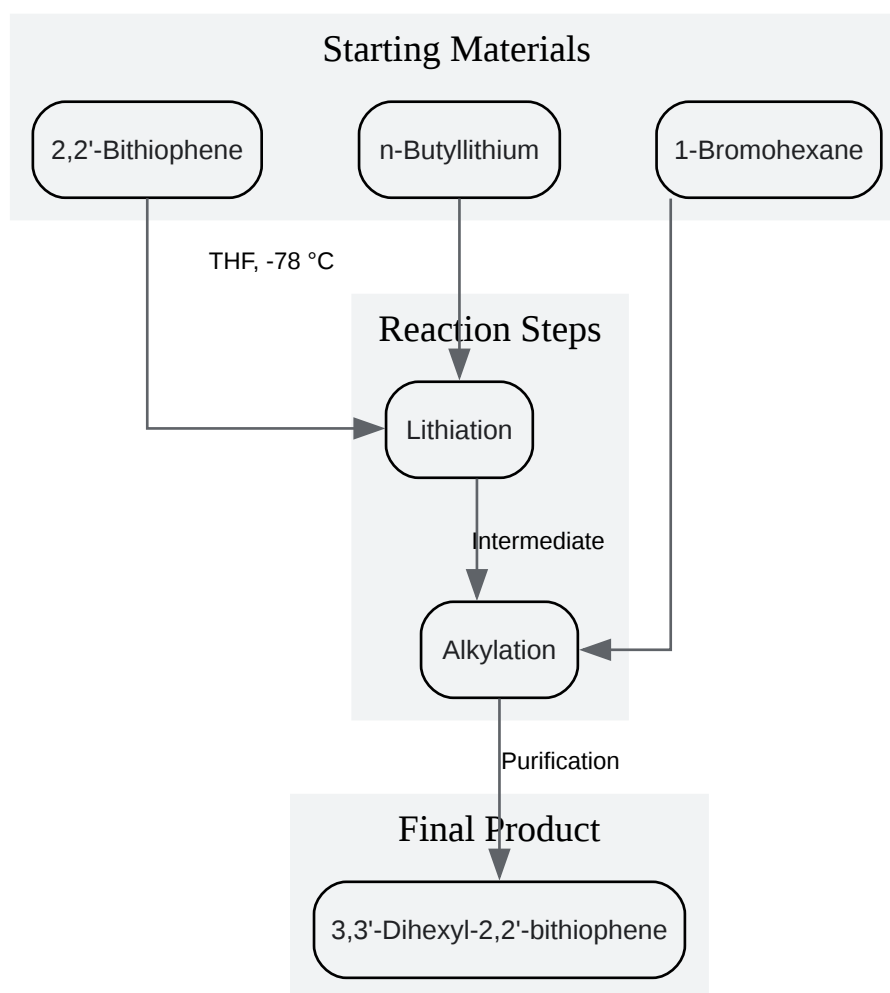 Starting Materials
2,2'-Bithiophene
n-Butyllithium
1-Bromohexane
THF, -78 °C
Reaction Steps
Lithiation
Intermediate
Alkylation
Purification
Final Product
3,3'-Dihexyl-2,2'-bithiophene